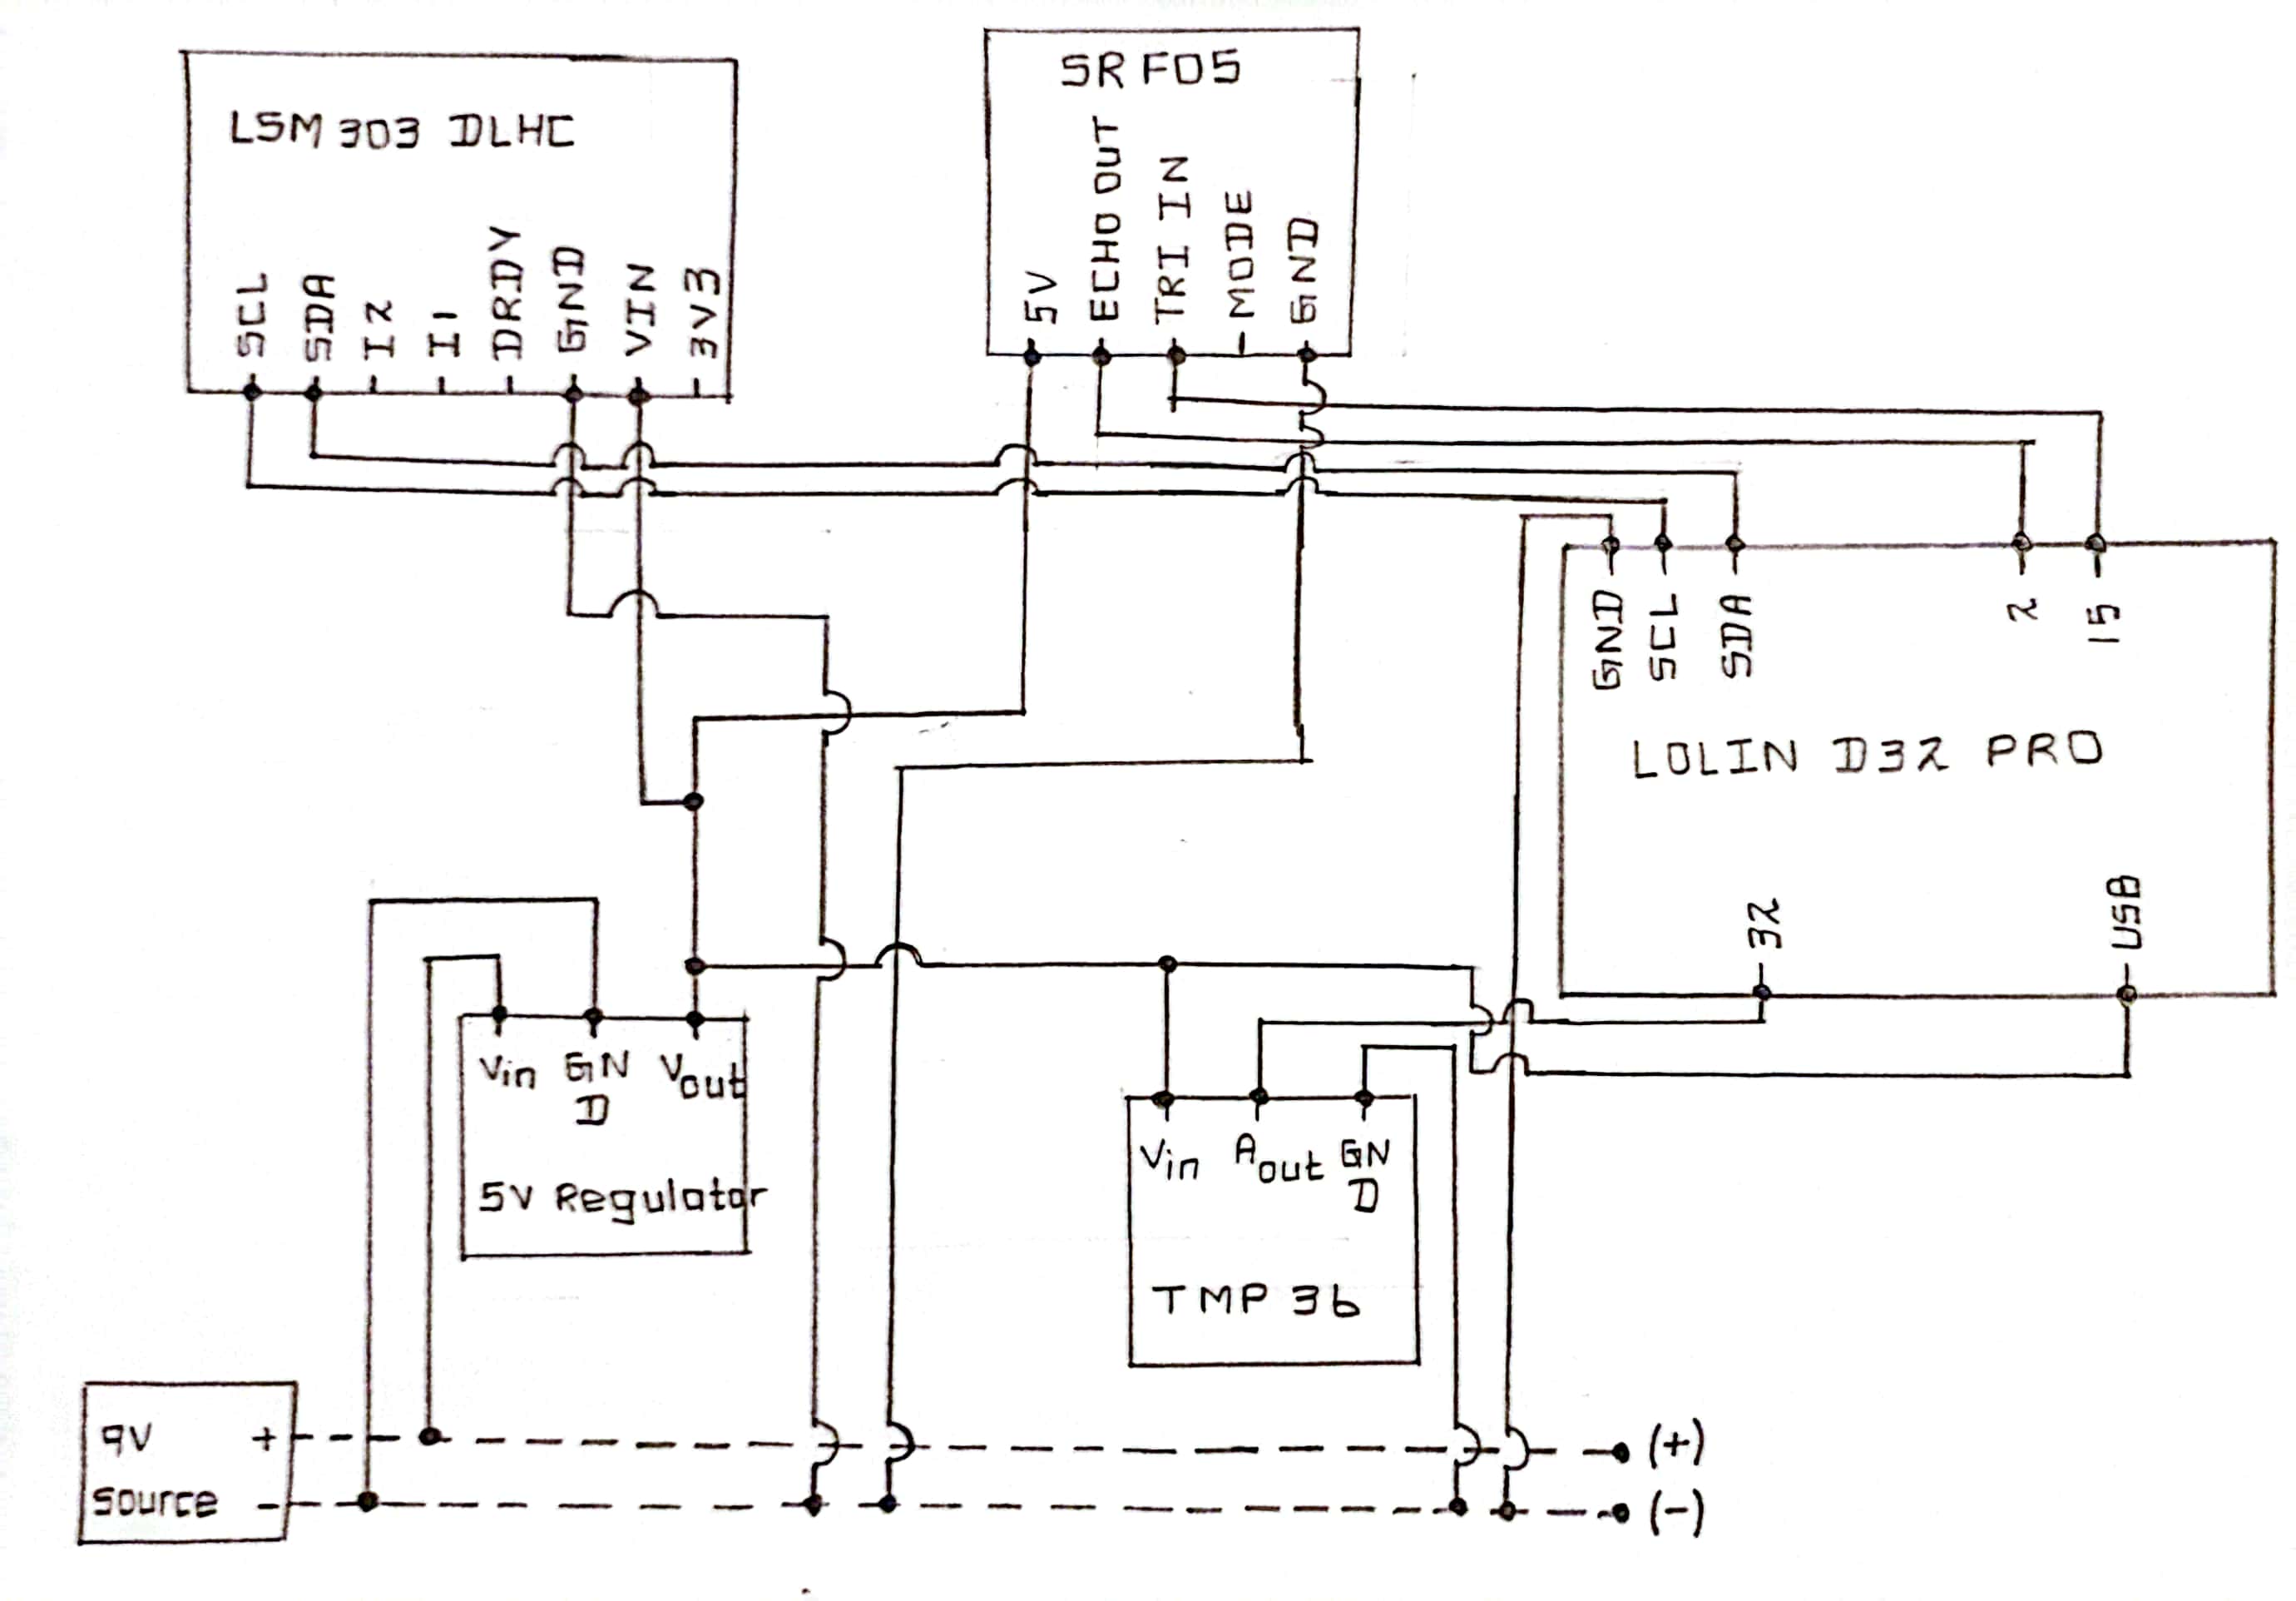 LSM 303 DLHC
SCL
SDA
I2
I1
DRDY
GND
VIN
3V3
SRF05
5V
ECHO OUT
TRI IN
MODE
GND
GND
SCL
SDA
2
15
LOLIN D32 PRO
32
USB
Vin
GN
D
Vout
5V Regulator
Vin
Aout
GN
D
TMP 36
9V +
source -
(+)
(-)